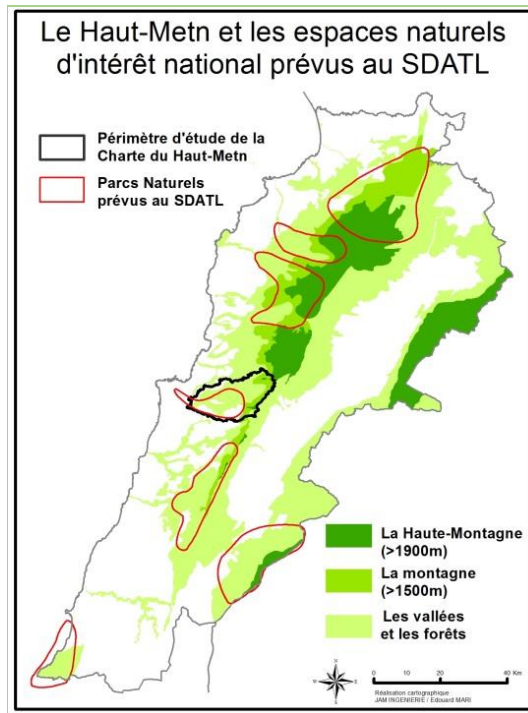 Le Haut-Metn et les espaces naturels
d'intérêt national prévus au SDATL
Périmètre d'étude de la
Charte du Haut-Metn
Parcs Naturels
prévus au SDATL
La Haute-Montagne
(>1900m)
La montagne
(>1500m)
Les vallées
et les forêts
0 10 20 40 Km
Réalisation cartographique
JAM INGENIERIE / Edouard MARI